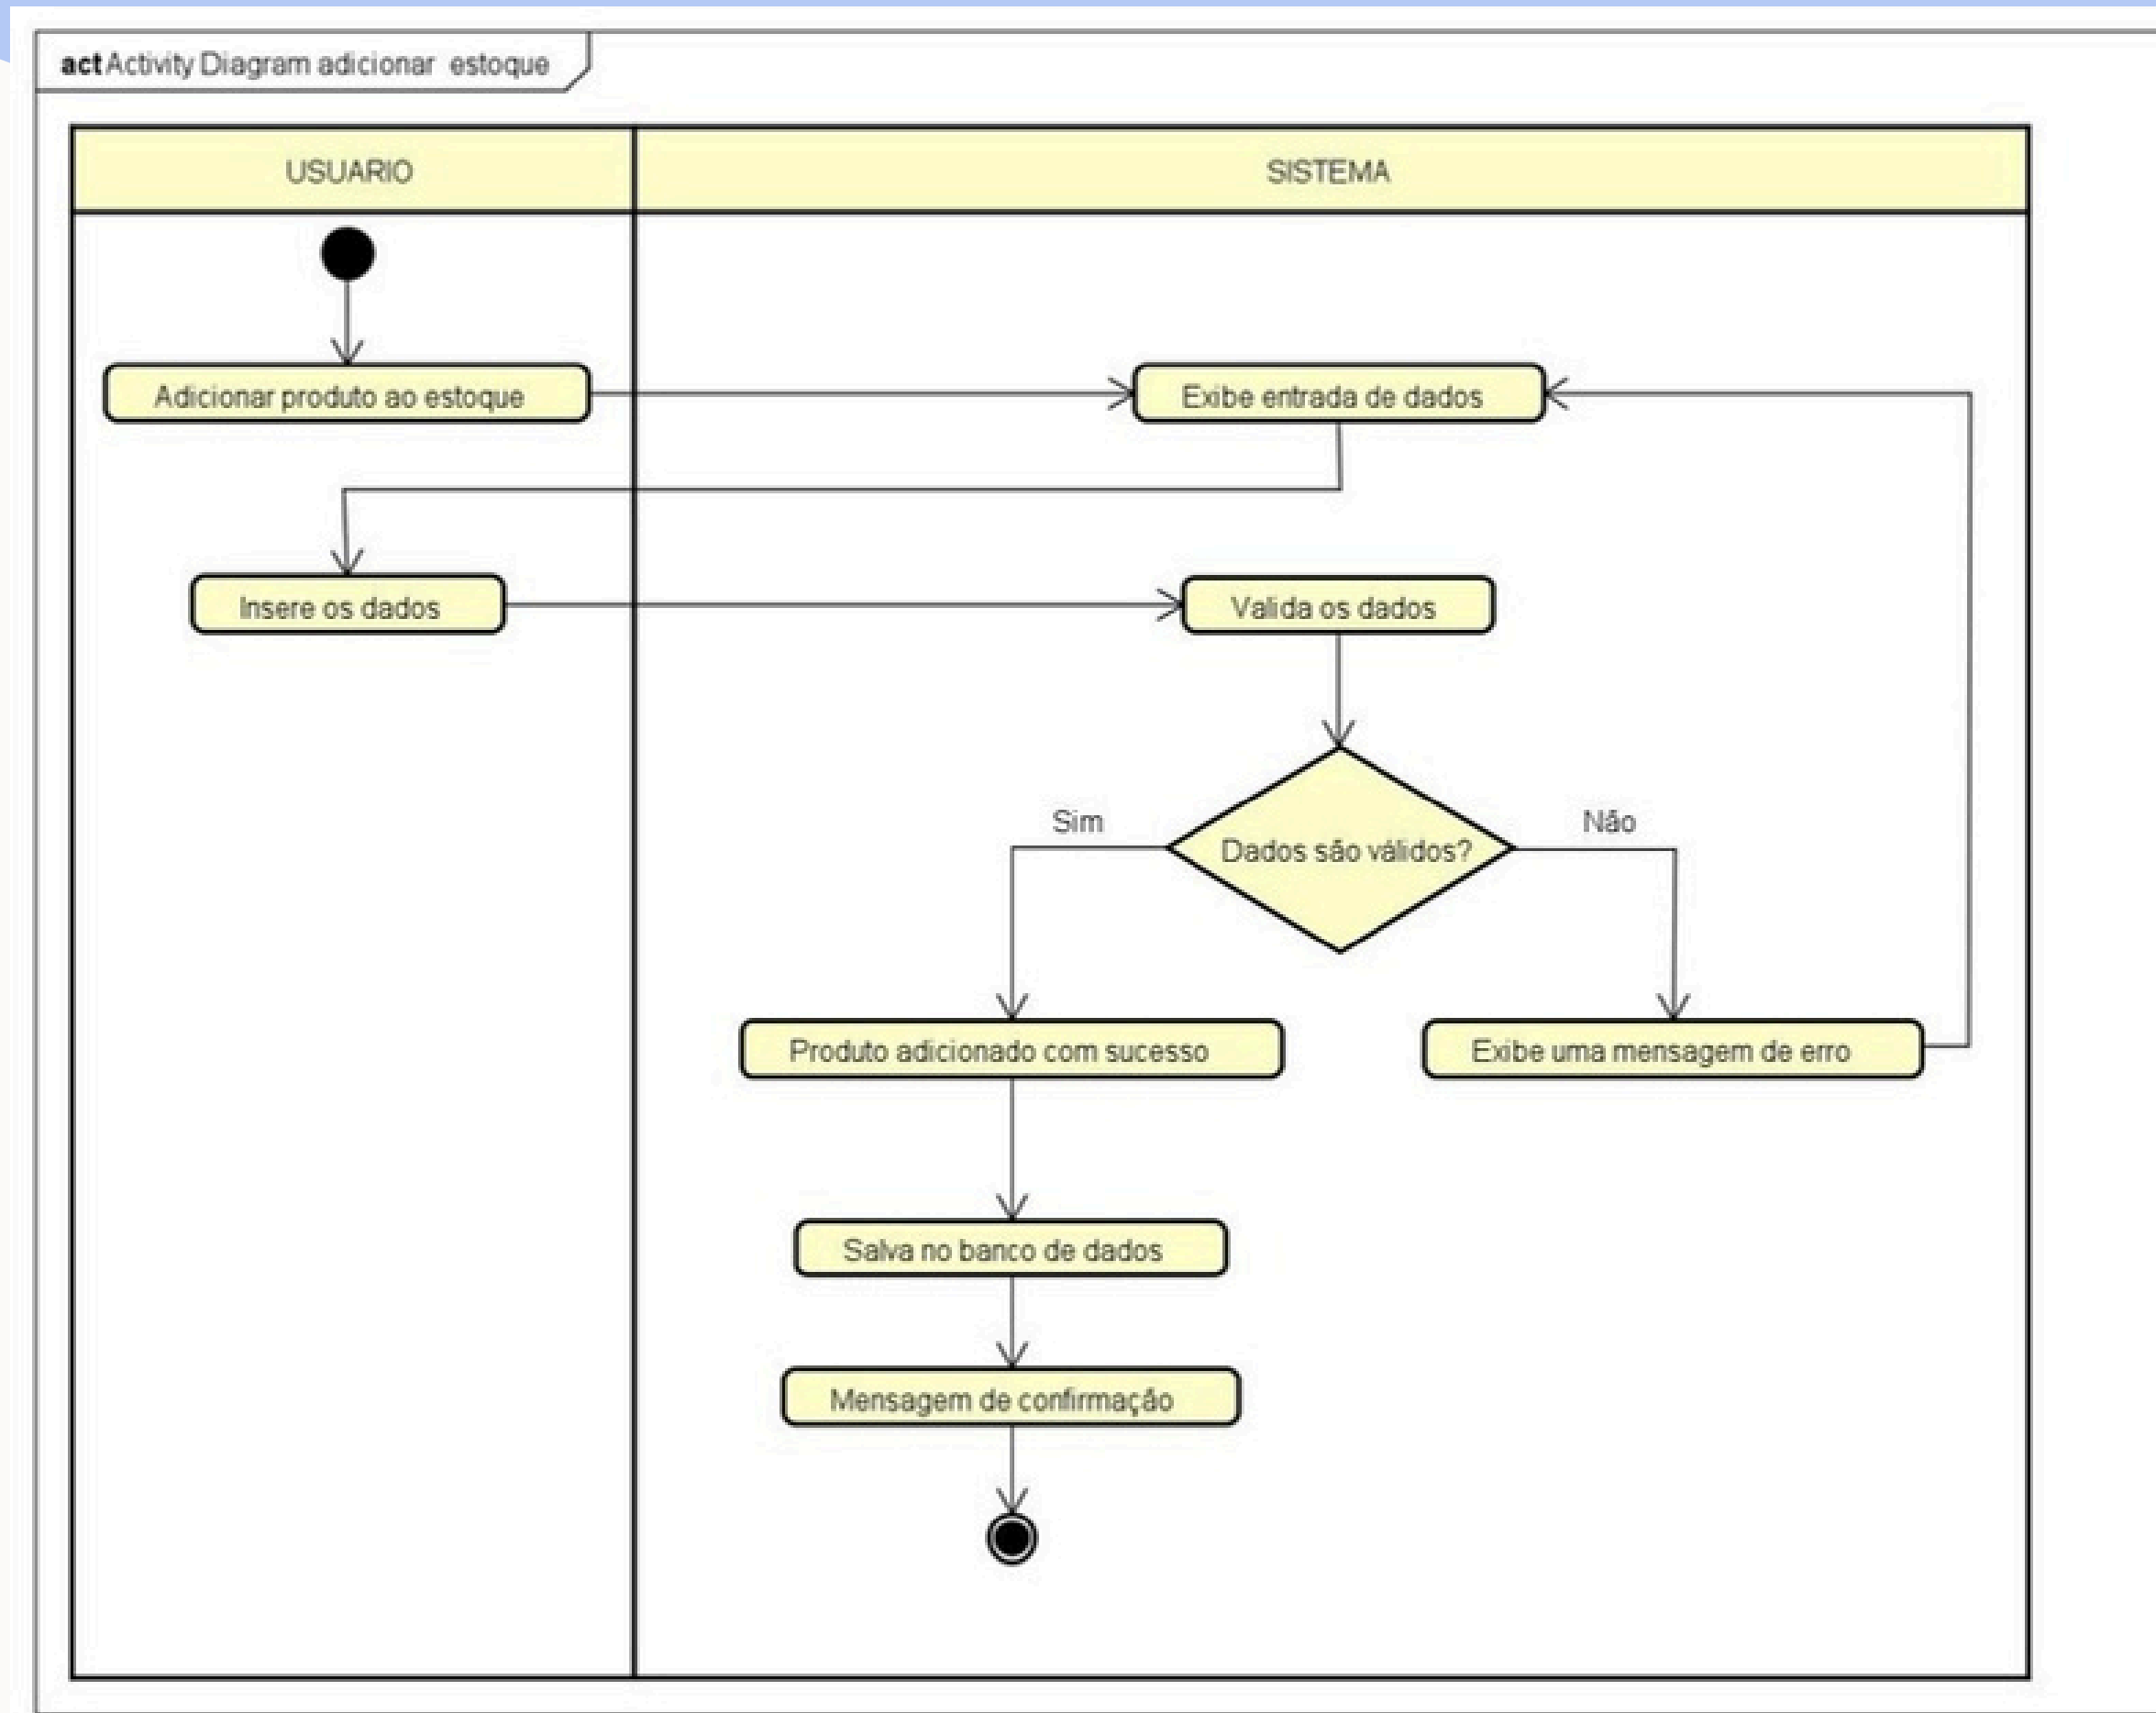 act Activity Diagram adicionar estoque
USUARIO
SISTEMA
Adicionar produto ao estoque
Exibe entrada de dados
Insere os dados
Valida os dados
Sim
Dados são válidos?
Não
Produto adicionado com sucesso
Exibe uma mensagem de erro
Salva no banco de dados
Mensagem de confirmação